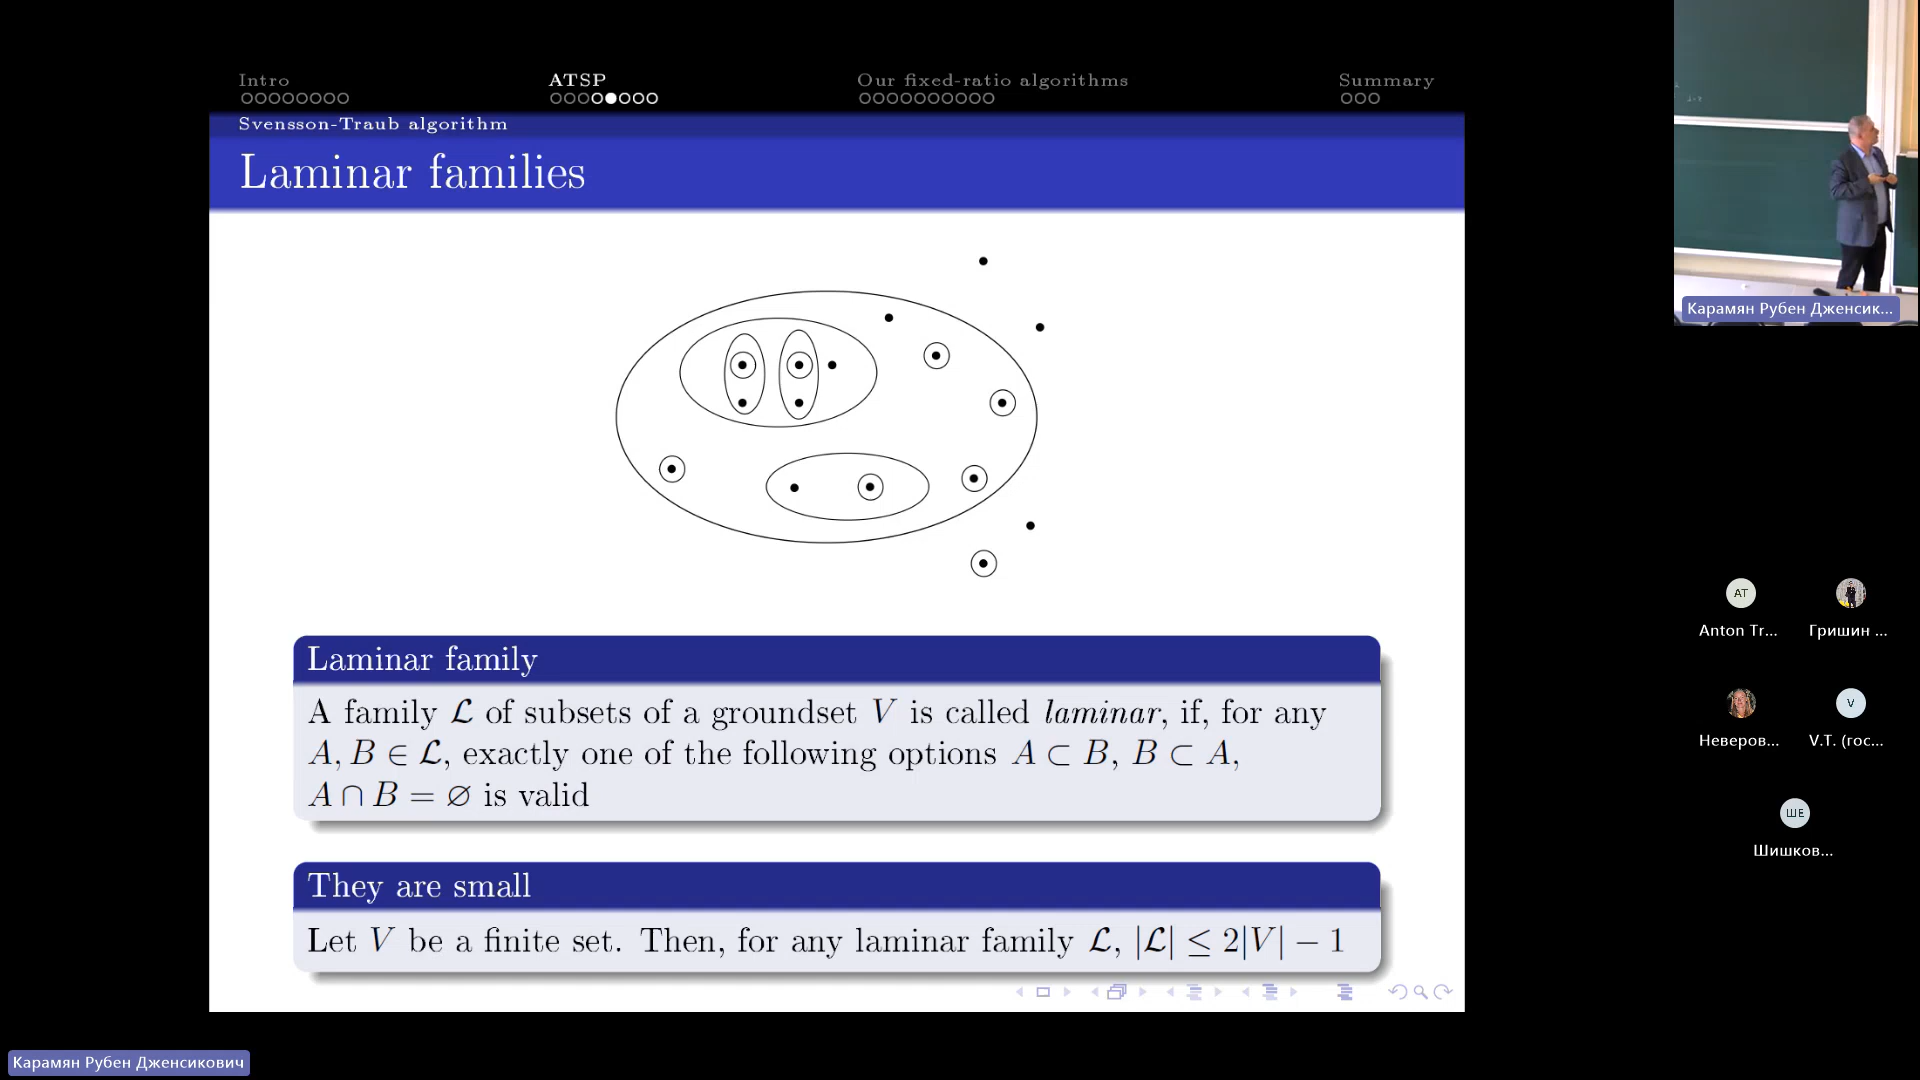 Intro
ATSP
Our fixed-ratio algorithms
Summary
Svensson-Traub algorithm
Laminar families
Laminar family
A family ℒ of subsets of a groundset V is called laminar, if, for any
A, B ∈ ℒ, exactly one of the following options A ⊂ B, B ⊂ A,
A ∩ B = ∅ is valid
They are small
Let V be a finite set. Then, for any laminar family ℒ, |ℒ| ≤ 2|V| − 1
Карамян Рубен Дженсик...
AT
Anton Tr...
Гришин ...
Неверов...
V
V.T. (гос...
ШЕ
Шишков...
Карамян Рубен Дженсикович